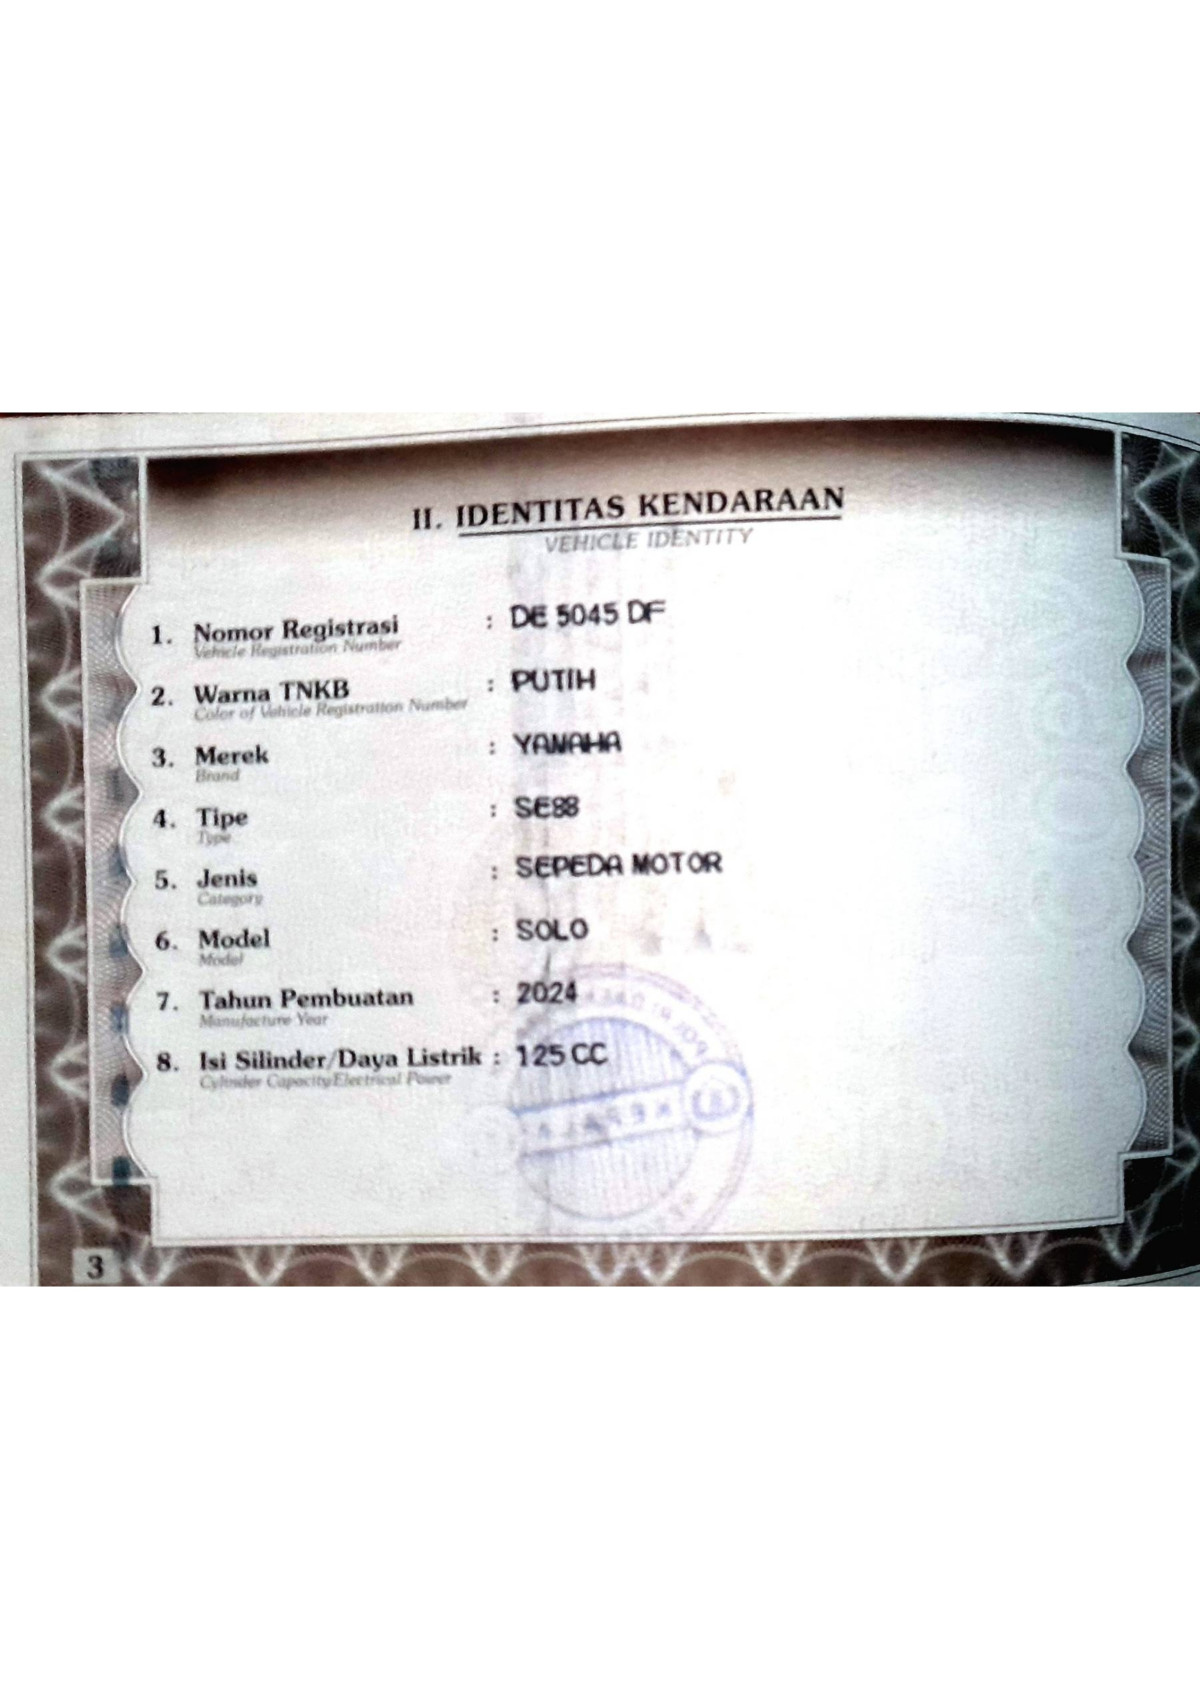 II. IDENTITAS KENDARAAN
VEHICLE IDENTITY
1. Nomor Registrasi : DE 5045 DF
Vehicle Registration Number
2. Warna TNKB : PUTIH
Color of Vehicle Registration Number
3. Merek : YAMAHA
Brand
4. Tipe : SE88
Type
5. Jenis : SEPEDA MOTOR
Category
6. Model : SOLO
Model
7. Tahun Pembuatan : 2024
Manufacture Year
8. Isi Silinder/Daya Listrik : 125 CC
Cylinder Capacity/Electrical Power
3